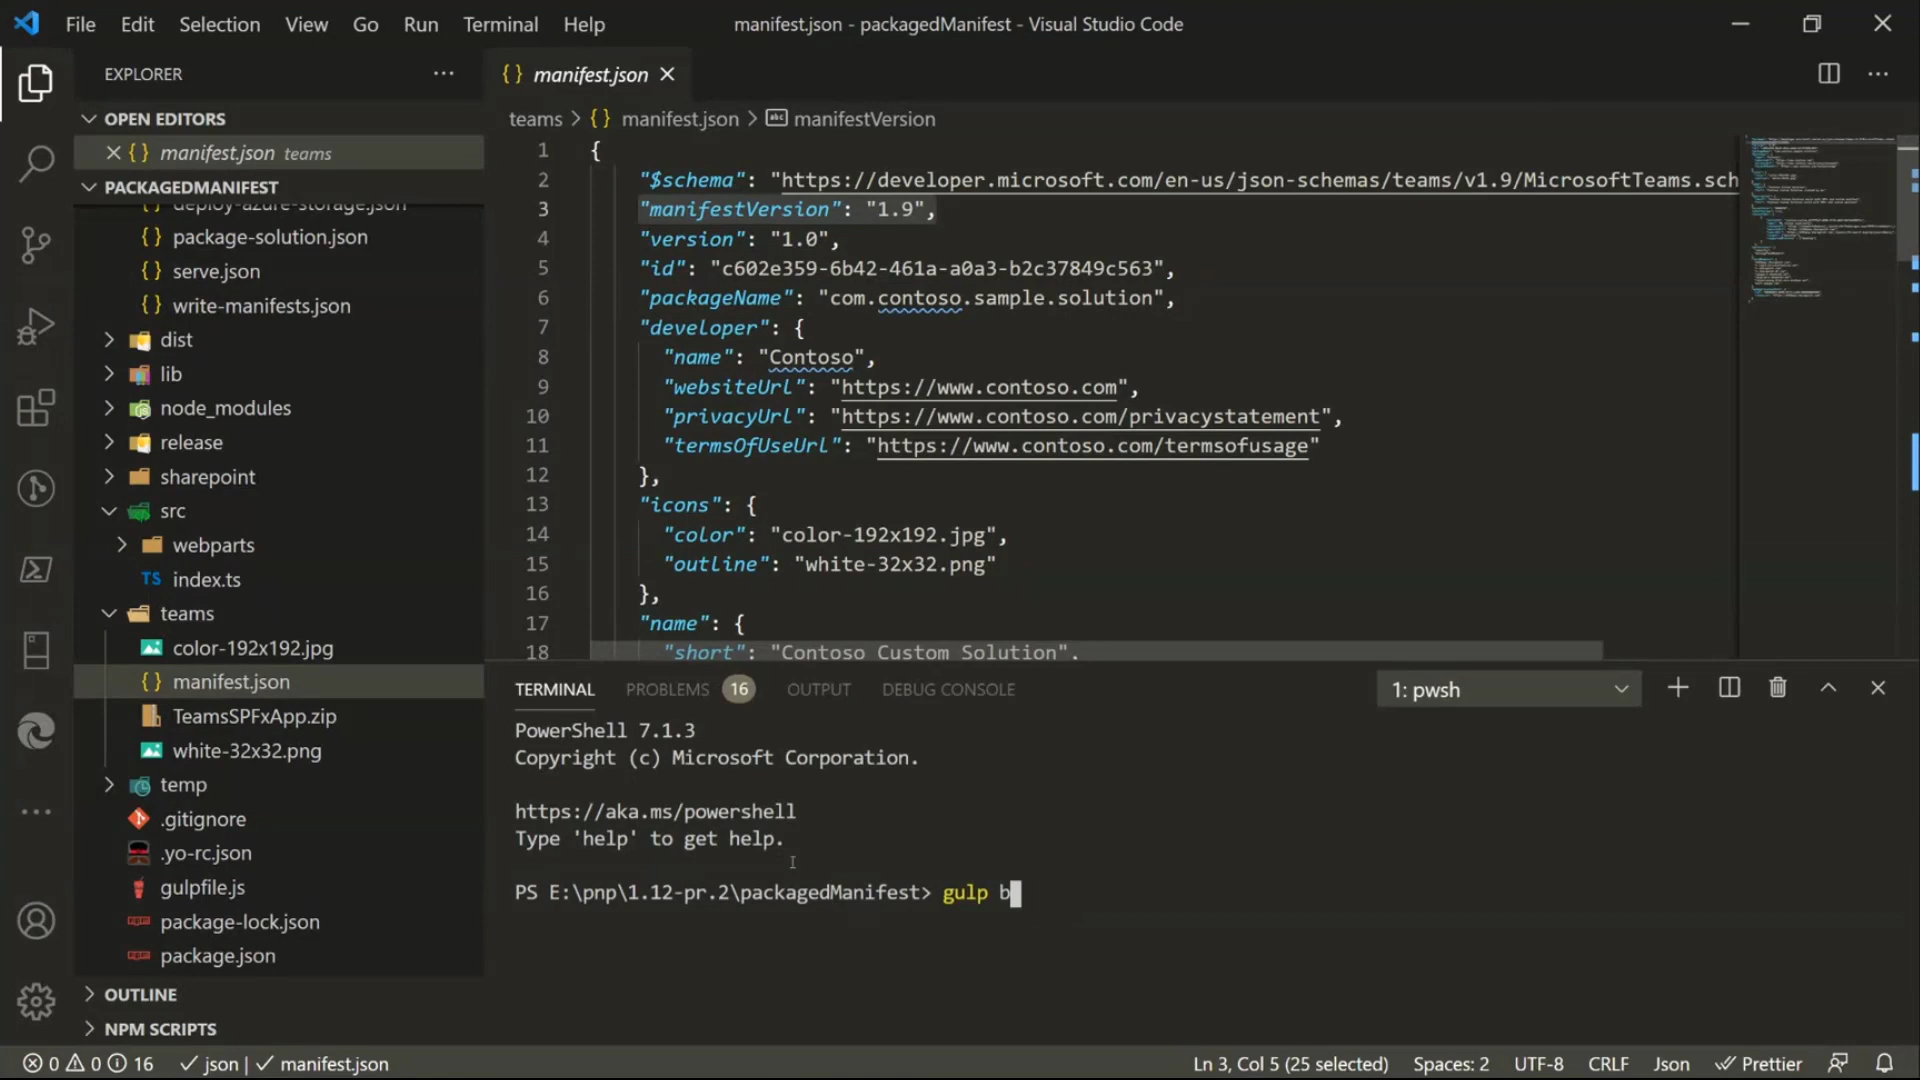 File Edit Selection View Go Run Terminal Help
manifest.json - packagedManifest - Visual Studio Code
EXPLORER
OPEN EDITORS
manifest.json teams
PACKAGEDMANIFEST
deploy-azure-storage.json
package-solution.json
serve.json
write-manifests.json
dist
lib
node_modules
release
sharepoint
src
webparts
TS index.ts
teams
color-192x192.jpg
manifest.json
TeamsSPFxApp.zip
white-32x32.png
temp
.gitignore
.yo-rc.json
gulpfile.js
package-lock.json
package.json
OUTLINE
NPM SCRIPTS
{} manifest.json
teams > {} manifest.json > abc manifestVersion
1 {
2 "$schema": "https://developer.microsoft.com/en-us/json-schemas/teams/v1.9/MicrosoftTeams.sch
3 "manifestVersion": "1.9",
4 "version": "1.0",
5 "id": "c602e359-6b42-461a-a0a3-b2c37849c563",
6 "packageName": "com.contoso.sample.solution",
7 "developer": {
8 "name": "Contoso",
9 "websiteUrl": "https://www.contoso.com",
10 "privacyUrl": "https://www.contoso.com/privacystatement",
11 "termsOfUseUrl": "https://www.contoso.com/termsofusage"
12 },
13 "icons": {
14 "color": "color-192x192.jpg",
15 "outline": "white-32x32.png"
16 },
17 "name": {
18 "short": "Contoso Custom Solution",
TERMINAL PROBLEMS 16 OUTPUT DEBUG CONSOLE
1: pwsh
PowerShell 7.1.3
Copyright (c) Microsoft Corporation.
https://aka.ms/powershell
Type 'help' to get help.
PS E:\pnp\1.12-pr.2\packagedManifest> gulp b
0 0 16 json | manifest.json
Ln 3, Col 5 (25 selected) Spaces: 2 UTF-8 CRLF Json Prettier